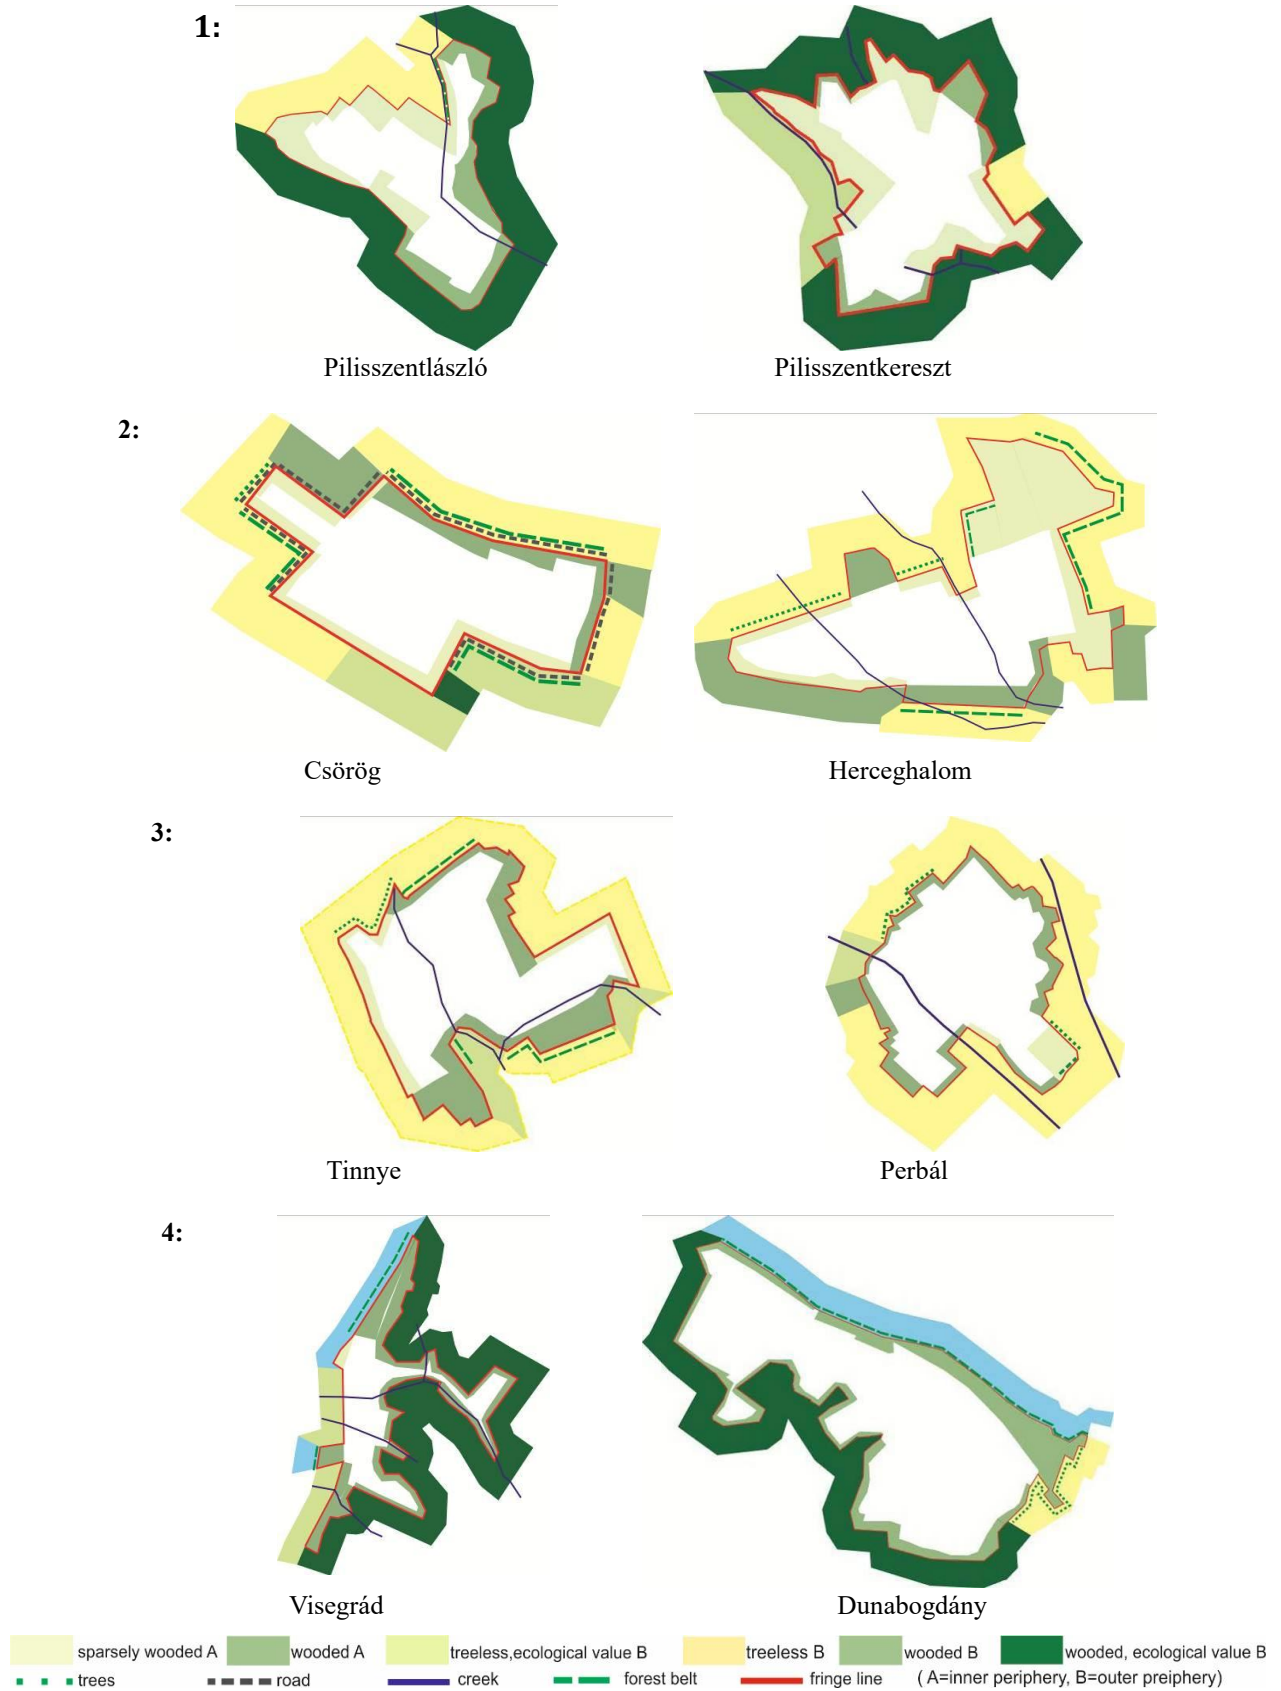 1:
Pilisszentlászló Pilisszentkereszt
2:
Csörög Herceghalom
3:
Tinnye Perbál
4:
Visegrád Dunabogdány
sparsely wooded A wooded A treeless,ecological value B treeless B wooded B wooded, ecological value B
trees road creek forest belt fringe line ( A=inner periphery, B=outer preiphery)